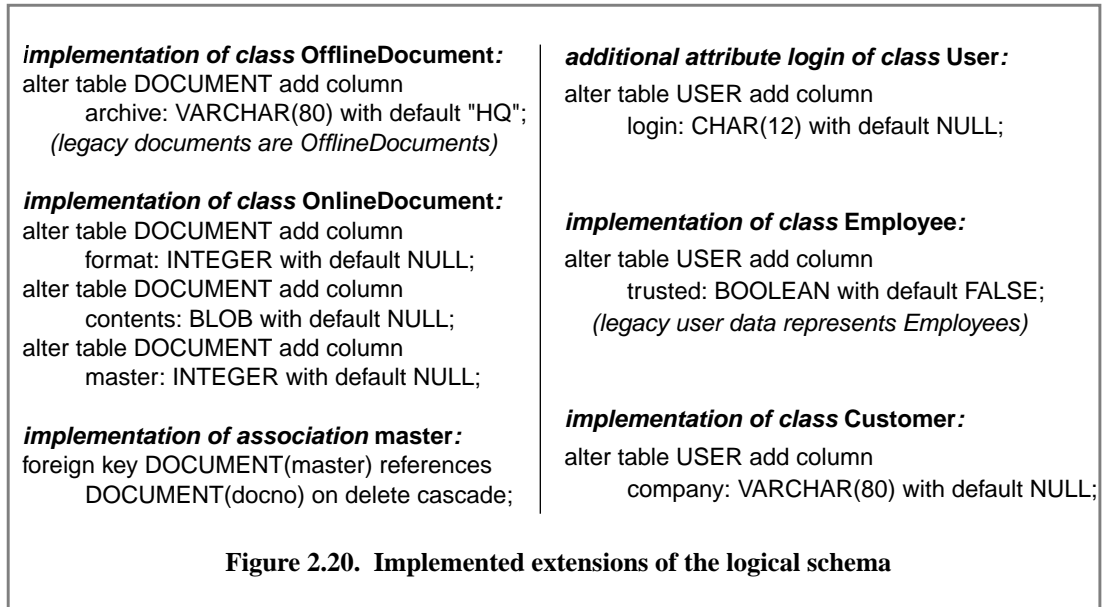 implementation of class OfflineDocument:
alter table DOCUMENT add column
archive: VARCHAR(80) with default "HQ";
(legacy documents are OfflineDocuments)
implementation of class OnlineDocument:
alter table DOCUMENT add column
format: INTEGER with default NULL;
alter table DOCUMENT add column
contents: BLOB with default NULL;
alter table DOCUMENT add column
master: INTEGER with default NULL;
implementation of association master:
foreign key DOCUMENT(master) references
DOCUMENT(docno) on delete cascade;
additional attribute login of class User:
alter table USER add column
login: CHAR(12) with default NULL;
implementation of class Employee:
alter table USER add column
trusted: BOOLEAN with default FALSE;
(legacy user data represents Employees)
implementation of class Customer:
alter table USER add column
company: VARCHAR(80) with default NULL;
Figure 2.20. Implemented extensions of the logical schema